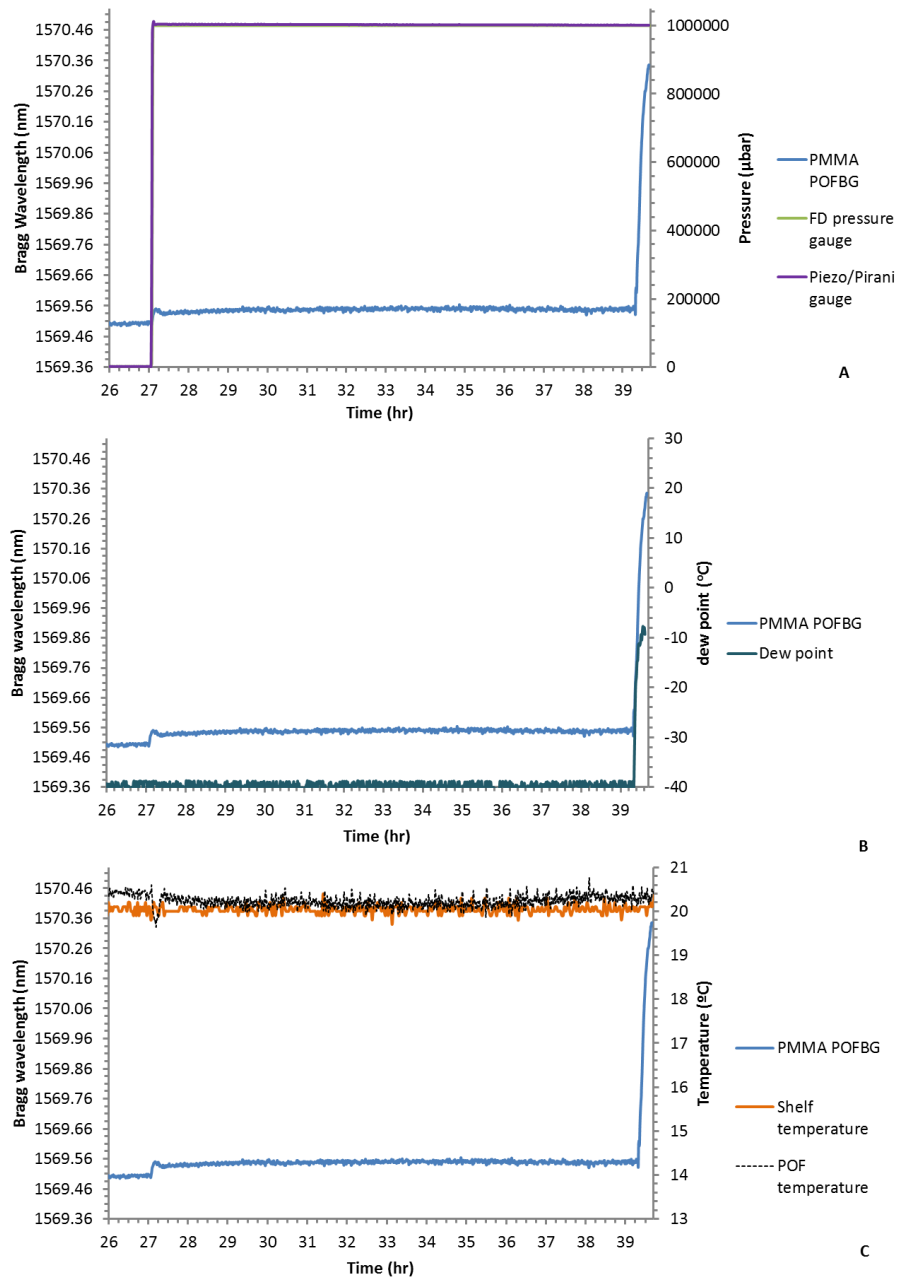 1570.46
1570.36
1570.26
1570.16
1570.06
1569.96
1569.86
1569.76
1569.66
1569.56
1569.46
1569.36
Bragg Wavelength (nm)
1000000
800000
600000
400000
200000
0
Pressure (µbar)
PMMA
POFBG
FD pressure
gauge
Piezo/Pirani
gauge
26 27 28 29 30 31 32 33 34 35 36 37 38 39
Time (hr)
A
1570.46
1570.36
1570.26
1570.16
1570.06
1569.96
1569.86
1569.76
1569.66
1569.56
1569.46
1569.36
Bragg wavelength (nm)
30
20
10
0
-10
-20
-30
-40
dew point (°C)
PMMA POFBG
Dew point
26 27 28 29 30 31 32 33 34 35 36 37 38 39
Time (hr)
B
1570.46
1570.36
1570.26
1570.16
1570.06
1569.96
1569.86
1569.76
1569.66
1569.56
1569.46
1569.36
Bragg wavelength (nm)
21
20
19
18
17
16
15
14
13
Temperature (ºC)
PMMA POFBG
Shelf
temperature
POF
temperature
26 27 28 29 30 31 32 33 34 35 36 37 38 39
Time (hr)
C